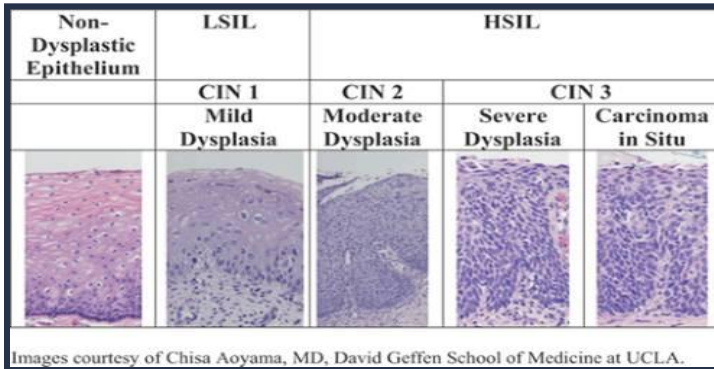 Non-
Dysplastic
Epithelium
LSIL
HSIL
CIN 1
CIN 2
CIN 3
Mild
Dysplasia
Moderate
Dysplasia
Severe
Dysplasia
Carcinoma
in Situ
Images courtesy of Chisa Aoyama, MD, David Geffen School of Medicine at UCLA.